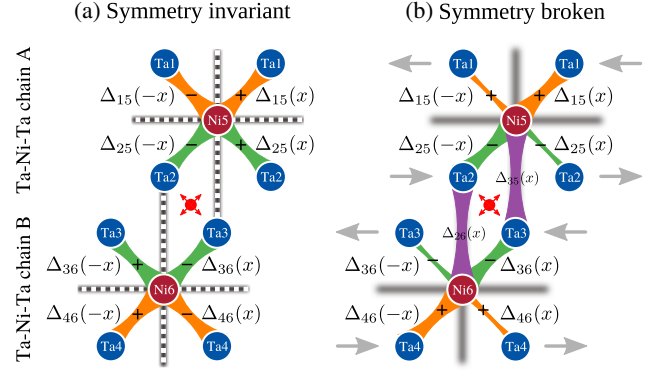 (a) Symmetry invariant
(b) Symmetry broken
Ta-Ni-Ta chain A
Ta-Ni-Ta chain B
Ta1 Ta1
Δ15(−x) − + Δ15(x)
Ni5
Δ25(−x) − + Δ25(x)
Ta2 Ta2
Ta3 Ta3
Δ36(−x) + − Δ36(x)
Ni6
Δ46(−x) + − Δ46(x)
Ta4 Ta4
Ta1 Ta1
Δ15(−x) + + Δ15(x)
Ni5
Δ25(−x) − − Δ25(x)
Δ35(x)
Ta2 Ta2
Ta3 Ta3
Δ26(x)
Δ36(−x) − − Δ36(x)
Ni6
Δ46(−x) + + Δ46(x)
Ta4 Ta4